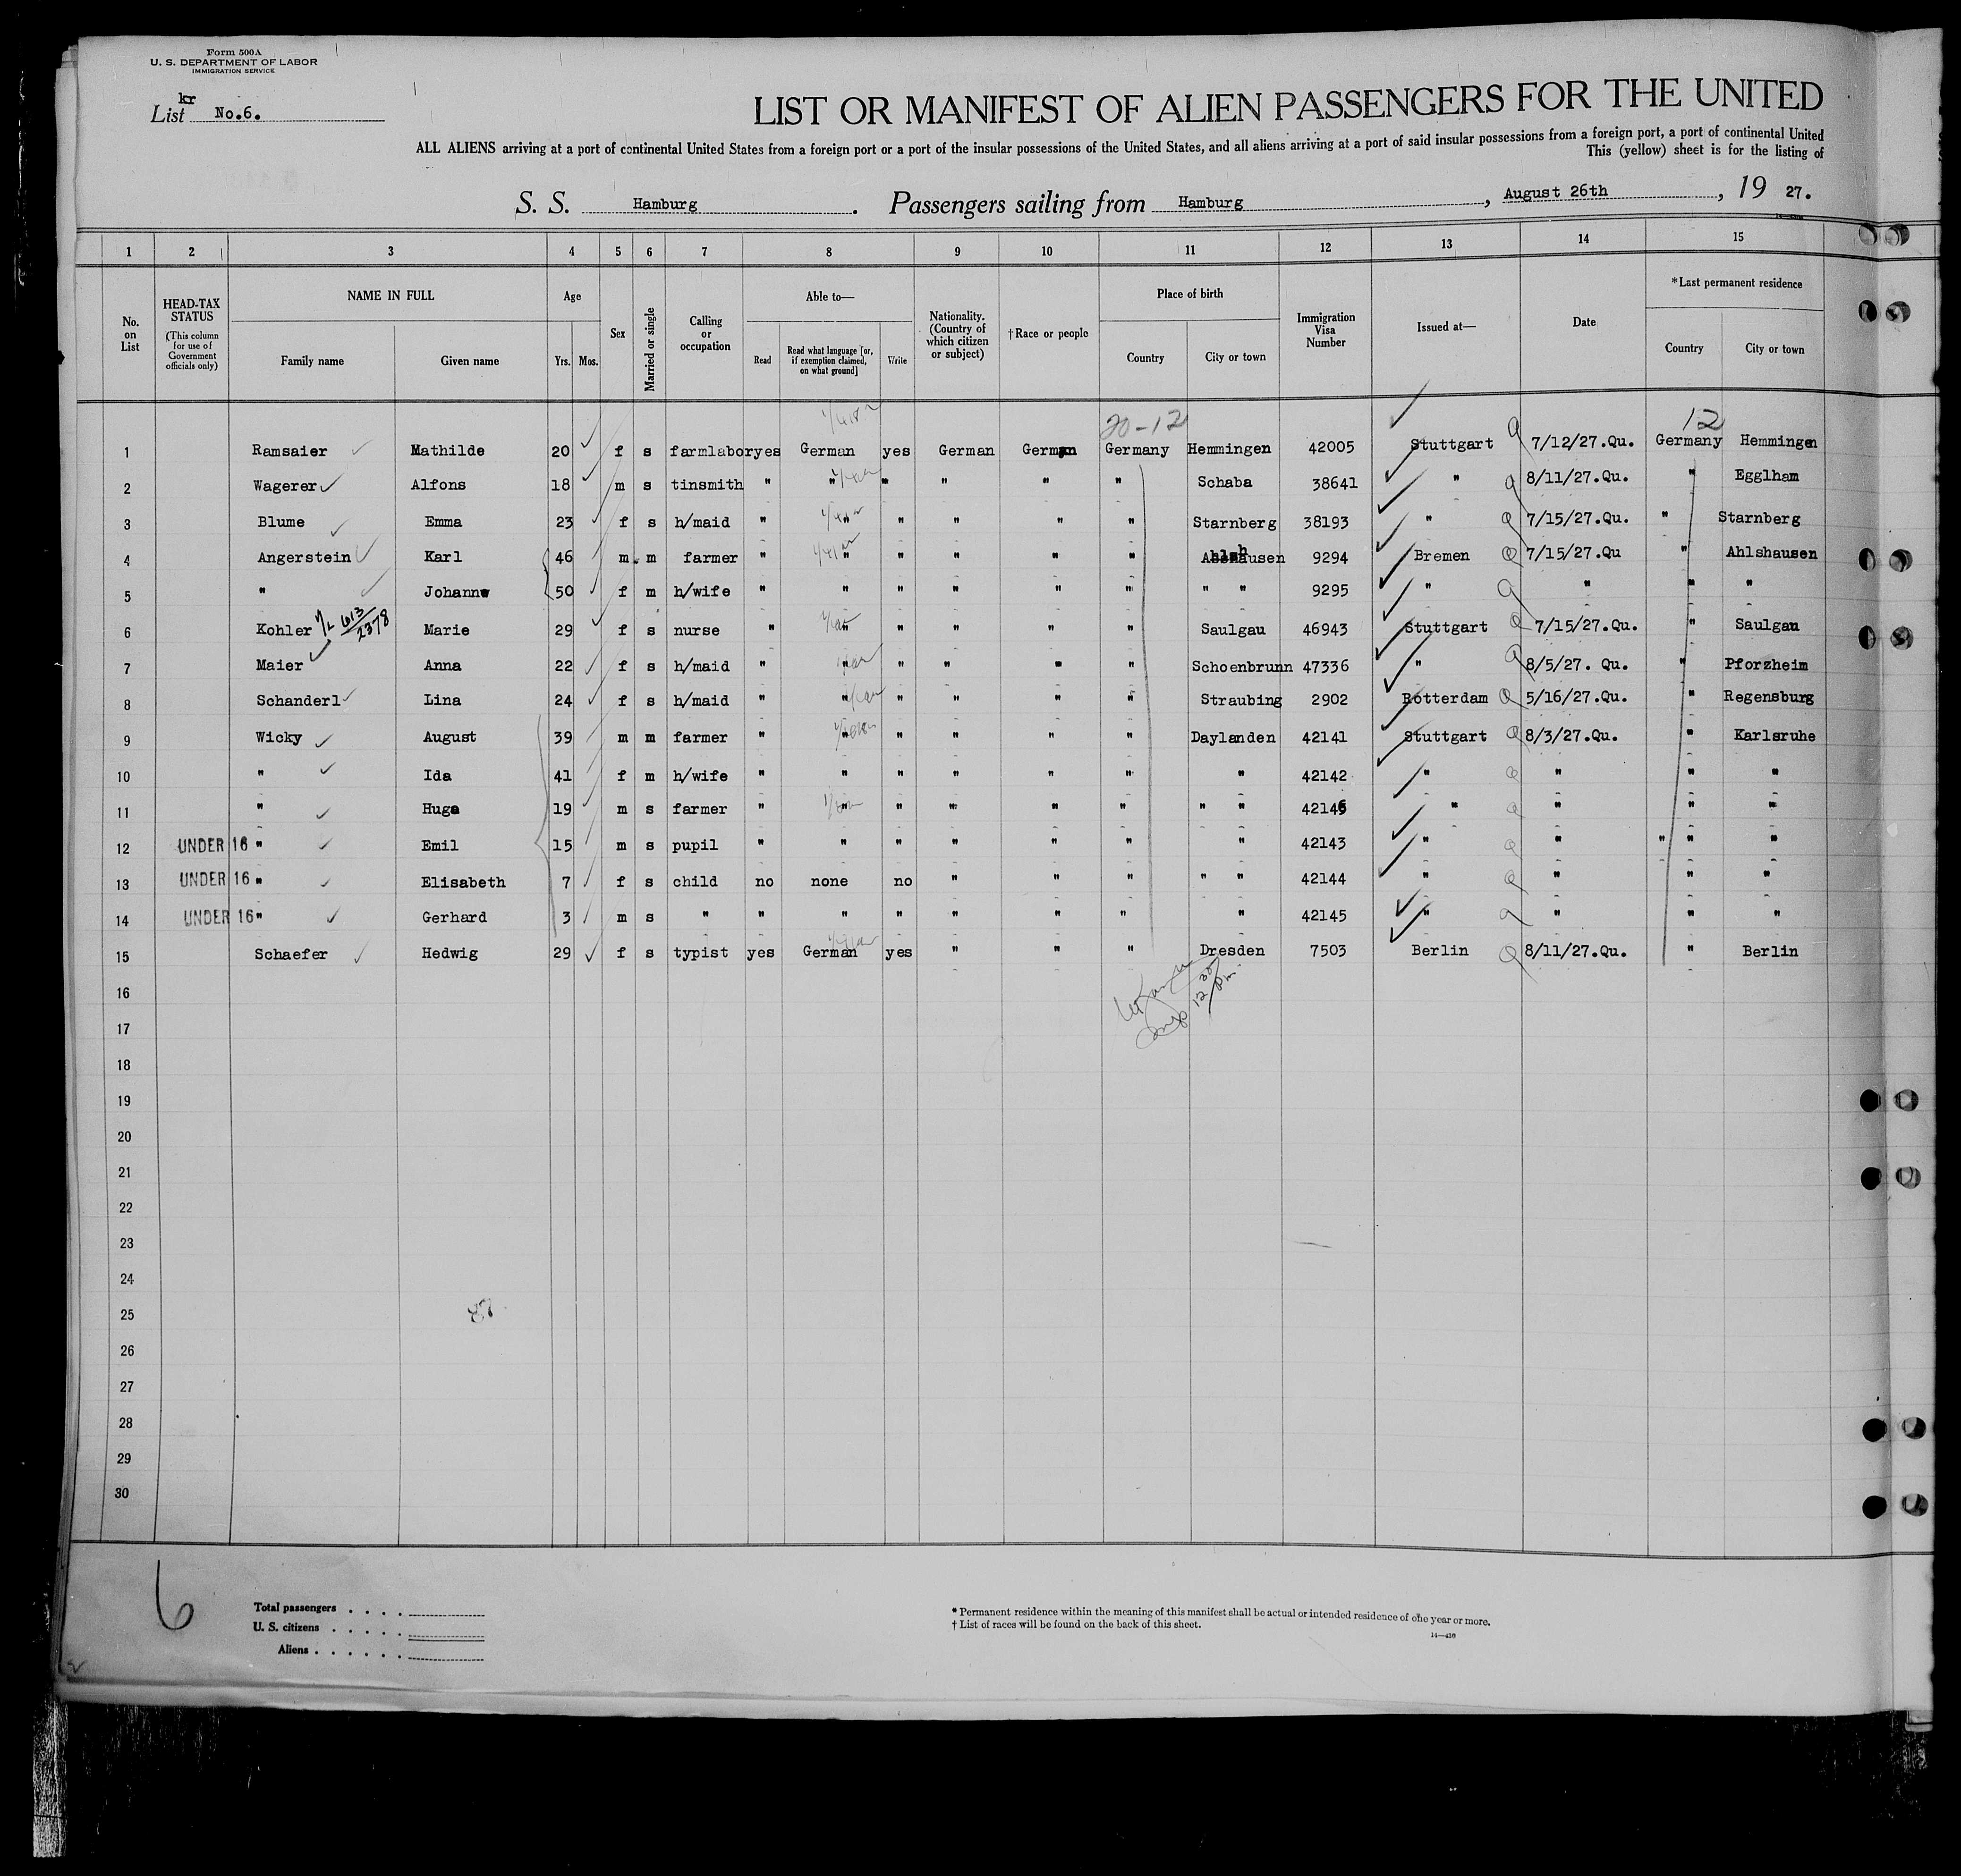 Form 500A
U. S. DEPARTMENT OF LABOR
IMMIGRATION SERVICE
kr
List No.6.
LIST OR MANIFEST OF ALIEN PASSENGERS FOR THE UNITED
ALL ALIENS arriving at a port of continental United States from a foreign port or a port of the insular possessions of the United States, and all aliens arriving at a port of said insular possessions from a foreign port, a port of continental United
This (yellow) sheet is for the listing of
S. S. Hamburg. Passengers sailing from Hamburg, August 26th, 19 27.
1 2 3 4 5 6 7 8 9 10 11 12 13 14 15
No. on List
HEAD-TAX STATUS (This column for use of Government officials only)
NAME IN FULL Family name Given name
Age Yrs. Mos.
Sex
Married or single
Calling or occupation
Able to— Read Read what language [or, if exemption claimed, on what ground] Write
Nationality. (Country of which citizen or subject)
†Race or people
Place of birth Country City or town
Immigration Visa Number
Issued at—
Date
*Last permanent residence Country City or town
20-12 12
1 Ramsaier Mathilde 20 f s farmlabor yes German yes German German Germany Hemmingen 42005 Stuttgart 7/12/27.Qu. Germany Hemmingen
2 Wagerer Alfons 18 m s tinsmith " " " " " " Schaba 38641 " 8/11/27.Qu. " Egglham
3 Blume Emma 23 f s h/maid " " " " " " Starnberg 38193 " 7/15/27.Qu. " Starnberg
4 Angerstein Karl 46 m. m farmer " " " " " " Ahlshausen 9294 Bremen 7/15/27.Qu " Ahlshausen
5 " Johanne 50 f m h/wife " " " " " " " " 9295 " " " "
6 Kohler 613/2378 Marie 29 f s nurse " " " " " " Saulgau 46943 Stuttgart 7/15/27.Qu. " Saulgau
7 Maier Anna 22 f s h/maid " " " " " " Schoenbrunn 47336 " 8/5/27. Qu. " Pforzheim
8 Schanderl Lina 24 f s h/maid " " " " " " Straubing 2902 Rotterdam 5/16/27.Qu. " Regensburg
9 Wicky August 39 m m farmer " " " " " " Daylanden 42141 Stuttgart 8/3/27.Qu. " Karlsruhe
10 " Ida 41 f m h/wife " " " " " " " 42142 " " " "
11 " Hugo 19 m s farmer " " " " " " " " 42146 " " " "
12 UNDER 16 " Emil 15 m s pupil " " " " " " " 42143 " " " " "
13 UNDER 16 " Elisabeth 7 f s child no none no " " " " " 42144 " " " "
14 UNDER 16 " Gerhard 3 m s " " " " " " " " 42145 " " " "
15 Schaefer Hedwig 29 f s typist yes German yes " " " Dresden 7503 Berlin 8/11/27.Qu. " Berlin
16
17
18
19
20
21
22
23
24
25
26
27
28
29
30
6
Total passengers . . . .
U. S. citizens . . . . .
Aliens . . . . . .
* Permanent residence within the meaning of this manifest shall be actual or intended residence of one year or more.
† List of races will be found on the back of this sheet.